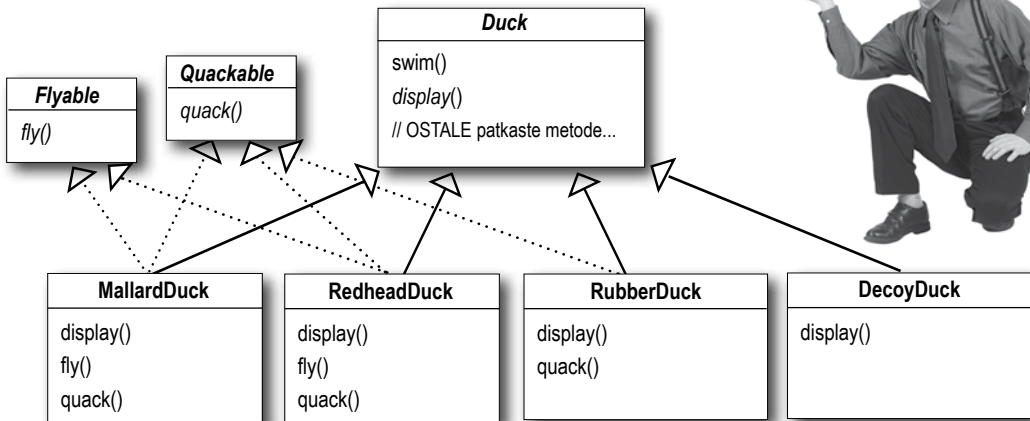 Duck
swim()
display()
// OSTALE patkaste metode...
Quackable
quack()
Flyable
fly()
MallardDuck
display()
fly()
quack()
RedheadDuck
display()
fly()
quack()
RubberDuck
display()
quack()
DecoyDuck
display()